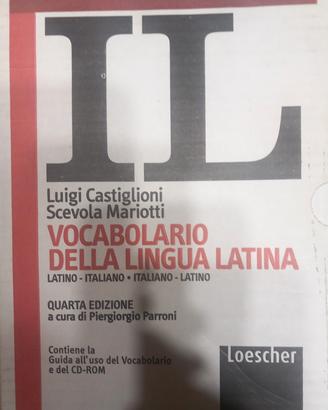 IL
Luigi Castiglioni
Scevola Mariotti
VOCABOLARIO
DELLA LINGUA LATINA
LATINO - ITALIANO • ITALIANO - LATINO
QUARTA EDIZIONE
a cura di Piergiorgio Parroni
Contiene la
Guida all'uso del Vocabolario
e del CD-ROM
Loescher